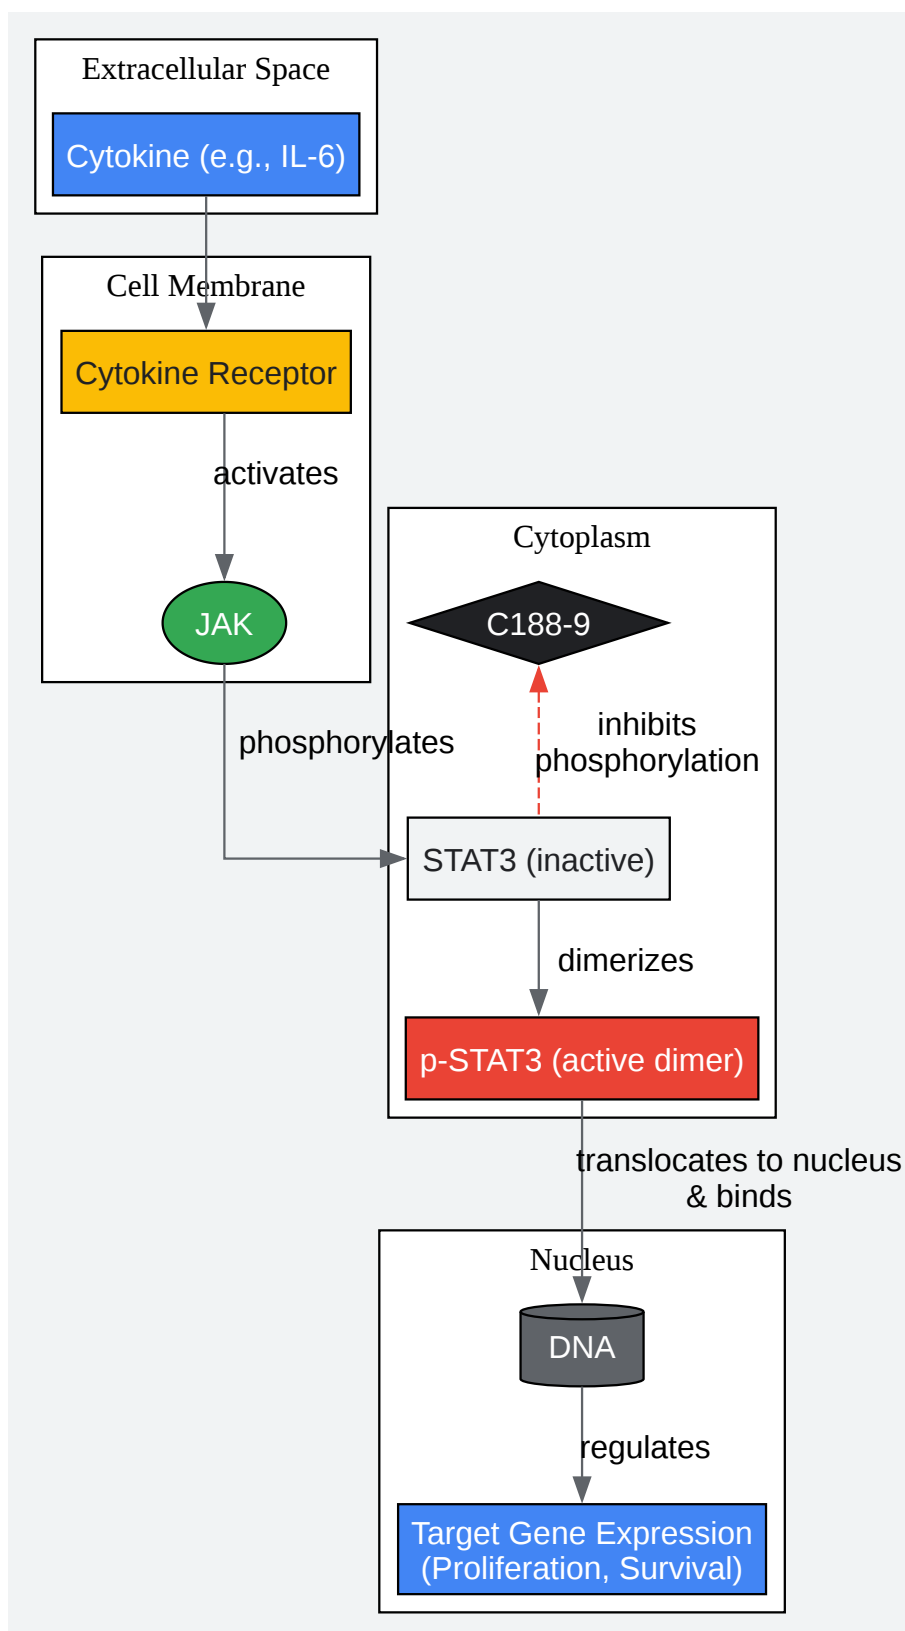 Extracellular Space
Cytokine (e.g., IL-6)
Cell Membrane
Cytokine Receptor
activates
JAK
phosphorylates
Cytoplasm
C188-9
inhibits
phosphorylation
STAT3 (inactive)
dimerizes
p-STAT3 (active dimer)
translocates to nucleus
& binds
Nucleus
DNA
regulates
Target Gene Expression
(Proliferation, Survival)